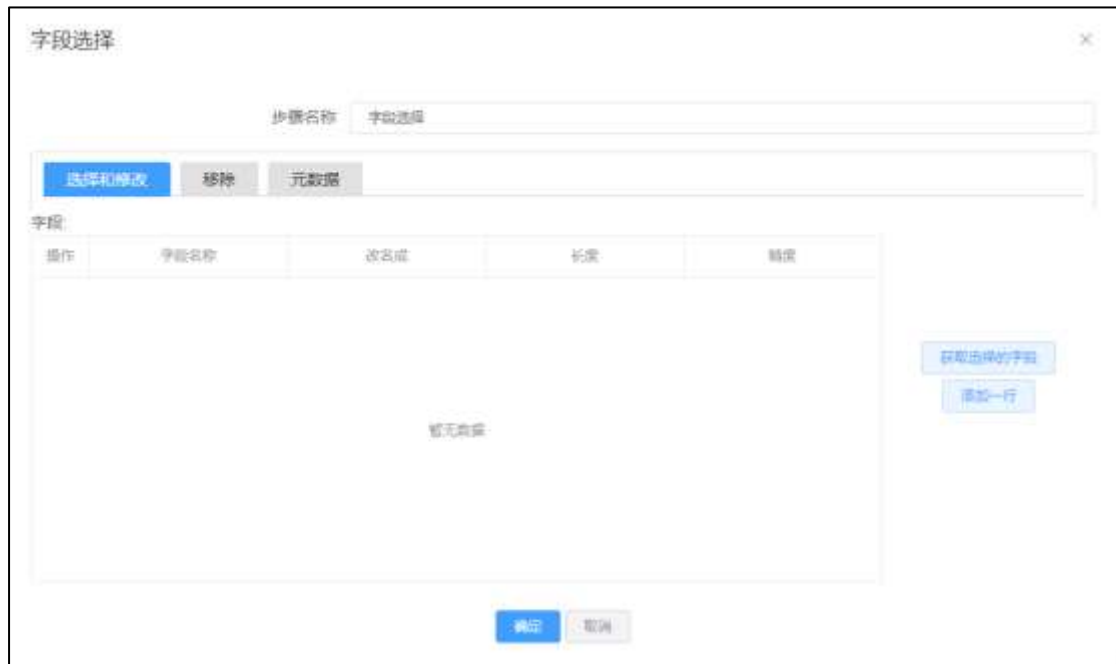 字段选择
步骤名称 字段选择
选择和修改 移除 元数据
字段:
操作 字段名称 改名成 长度 精度
获取选择的字段
添加一行
暂无数据
确定 取消